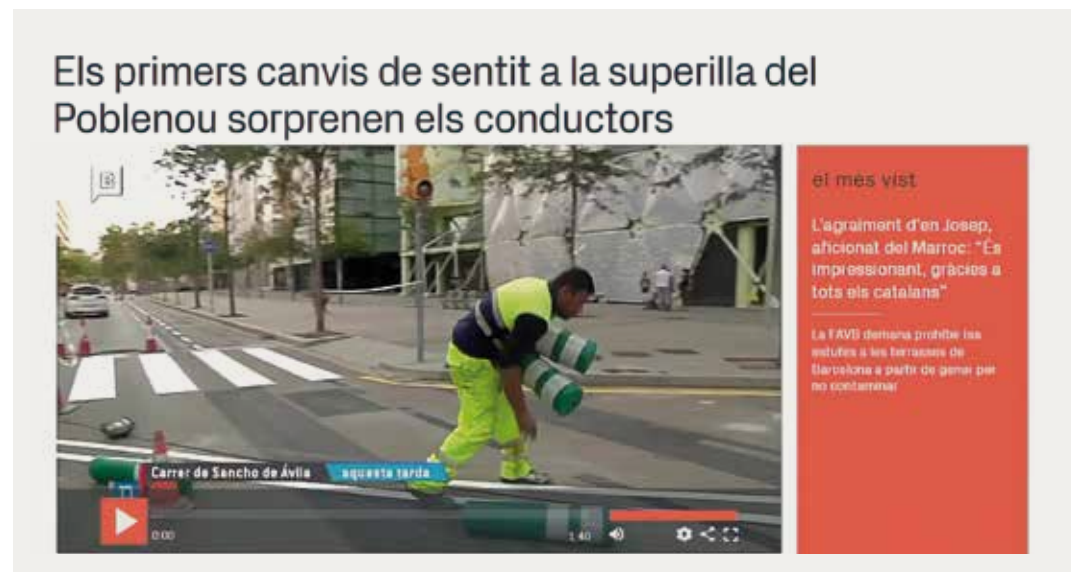 Els primers canvis de sentit a la superilla del
Poblenou sorprenen els conductors
B
Carrer de Sancho de Ávila
aquesta tarda
0:00
1:40
el més vist
L'agraïment d'en Josep,
aficionat del Marroc: "És
impressionant, gràcies a
tots els catalans"
La FAVB demana prohibir les
estufes a les terrasses de
Barcelona a partir de gener per
no contaminar